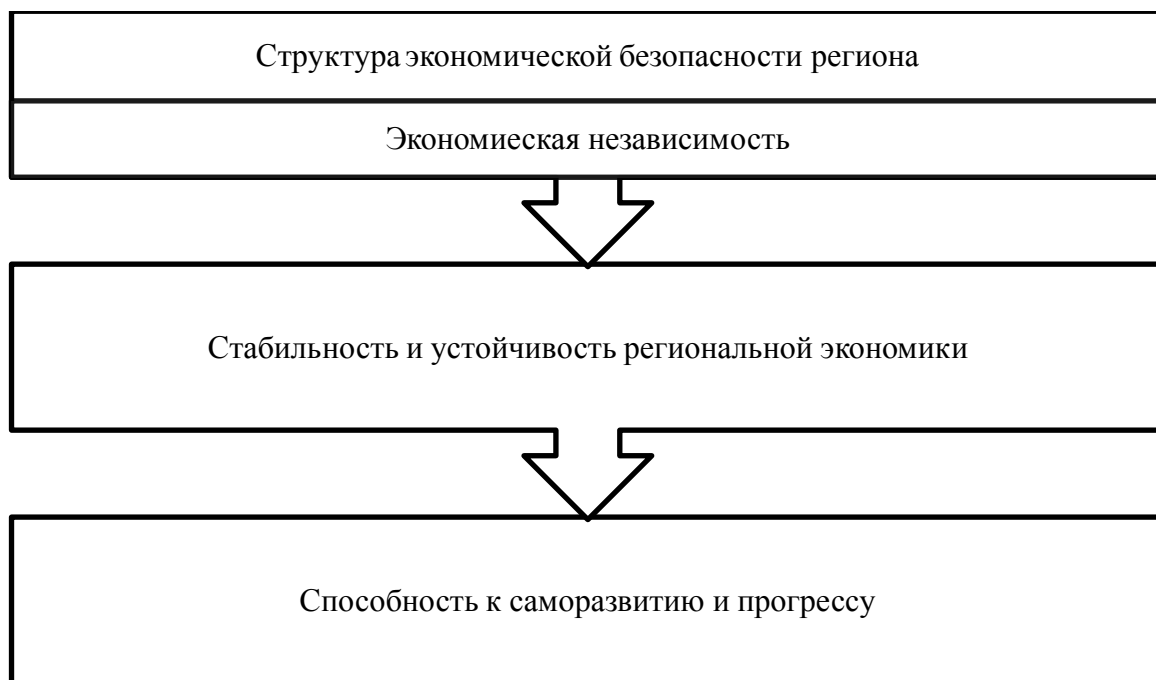 Структура экономической безопасности региона
Экономиеская независимость
Стабильность и устойчивость региональной экономики
Способность к саморазвитию и прогрессу